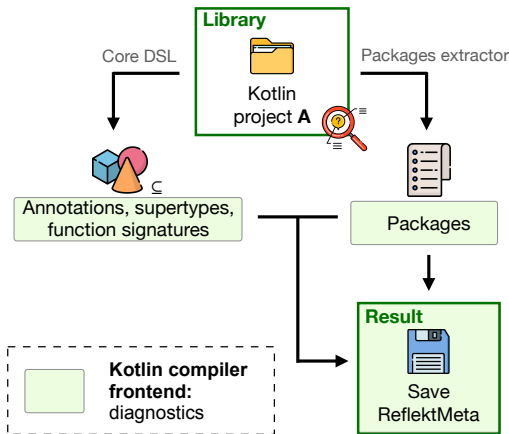 Library
Core DSL
Packages extractor
Kotlin
project A
?
⊆
Annotations, supertypes,
function signatures
Packages
Result
Save
ReflektMeta
Kotlin compiler
frontend:
diagnostics